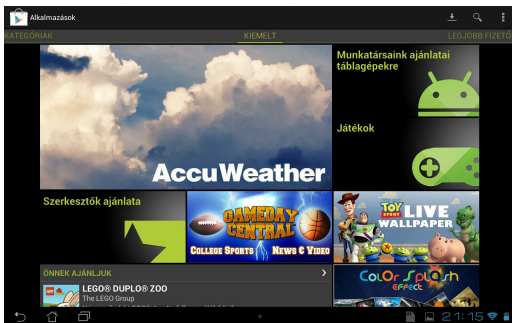 Alkalmazások
KATEGÓRIÁK
KIEMELT
LEGJOBB FIZETŐ
AccuWeather
Munkatársaink ajánlatai
táblagépekre
Játékok
Szerkesztők ajánlata
GAMEDAY
CENTRAL
COLLEGE SPORTS
NEWS & VIDEO
TOY
STORY
LIVE
WALLPAPER
ÖNNEK AJÁNLJUK
LEGO® DUPLO® ZOO
The LEGO Group
COLOr SplaSh
effect
21:15